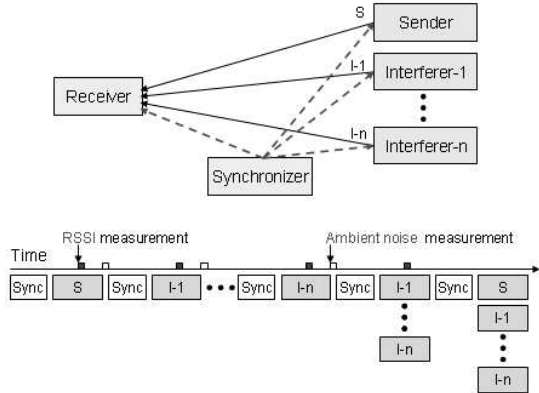 S
Sender
I-1
Interferer-1
Receiver
I-n
Interferer-n
Synchronizer
RSSI measurement
Ambient noise measurement
Time
Sync S Sync I-1 Sync I-n Sync I-1 Sync S
I-1
I-n
I-n